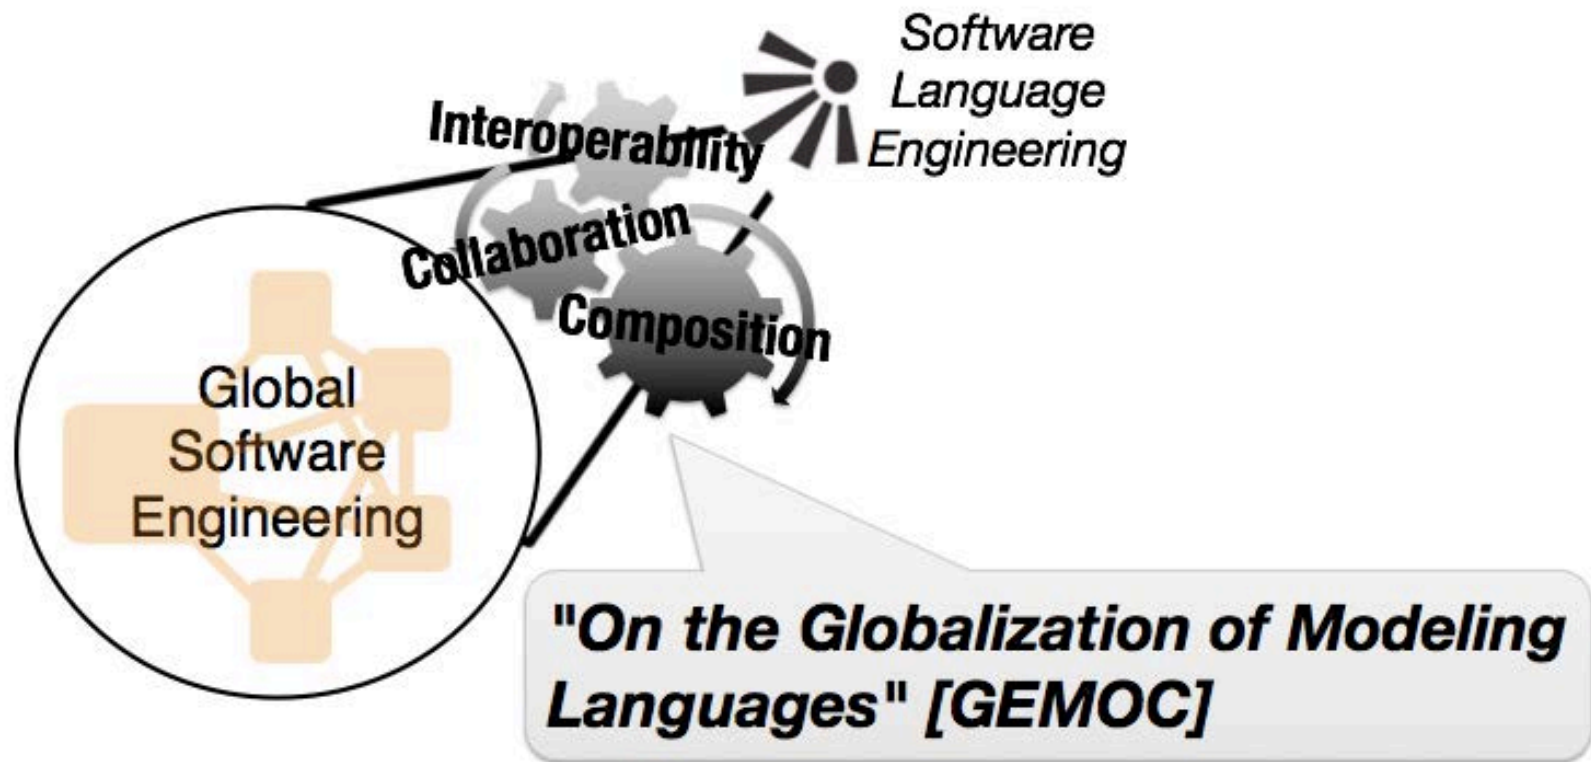 Software
Language
Engineering
Interoperability
Collaboration
Composition
Global
Software
Engineering
"On the Globalization of Modeling
Languages" [GEMOC]